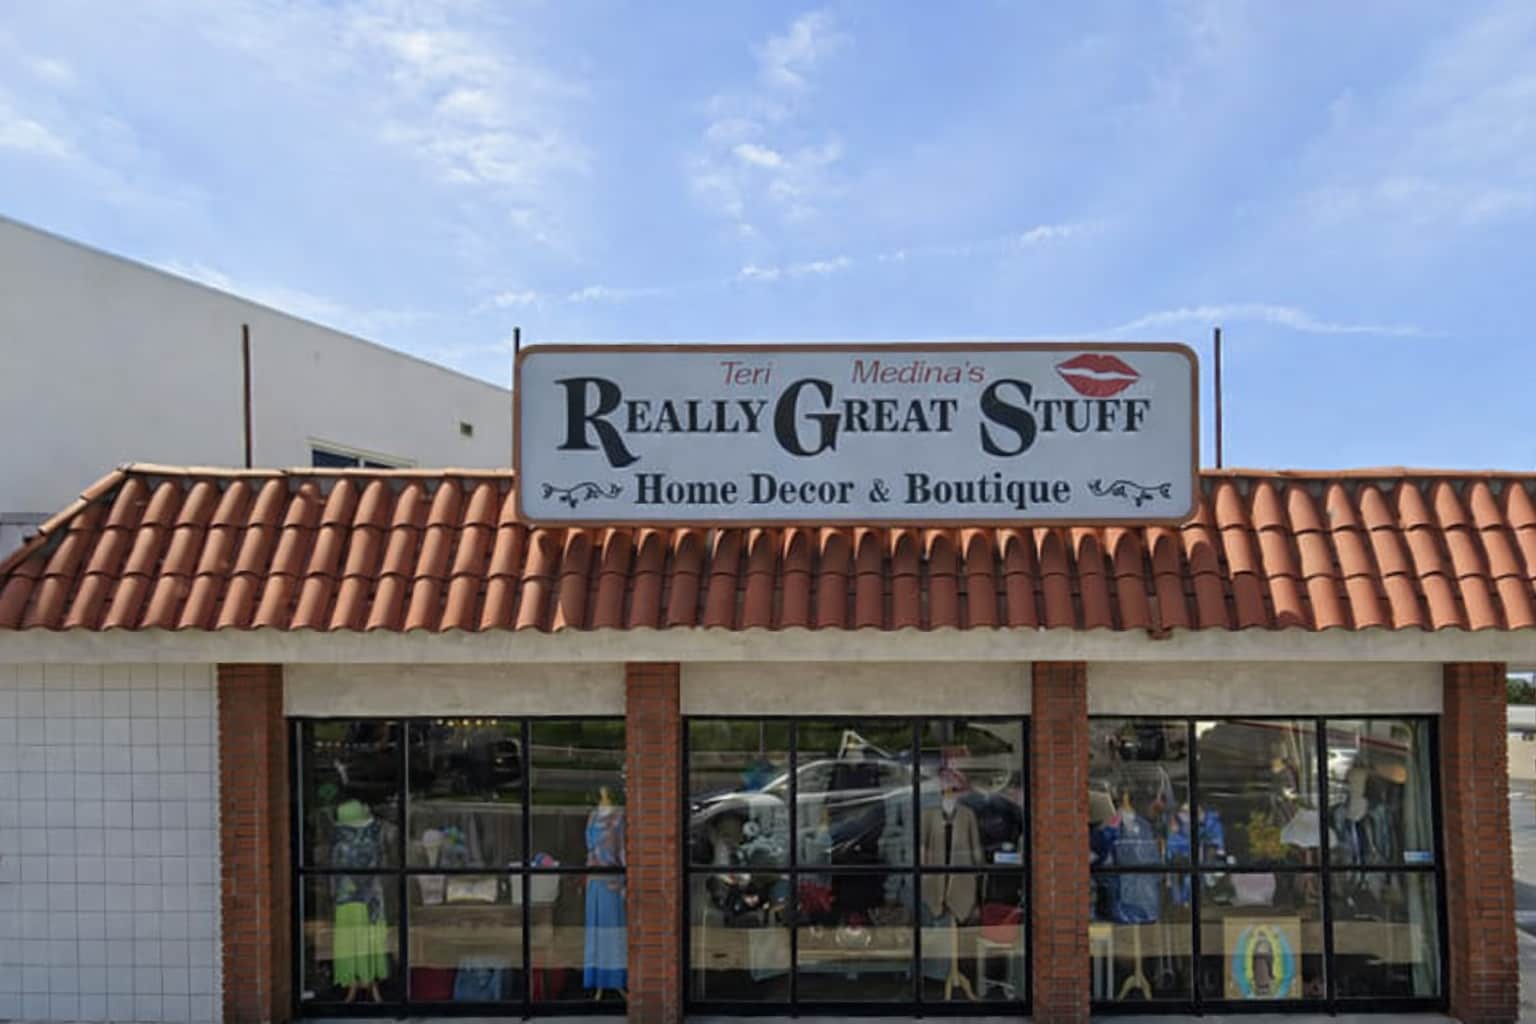 Teri Medina's
REALLY GREAT STUFF
Home Decor & Boutique